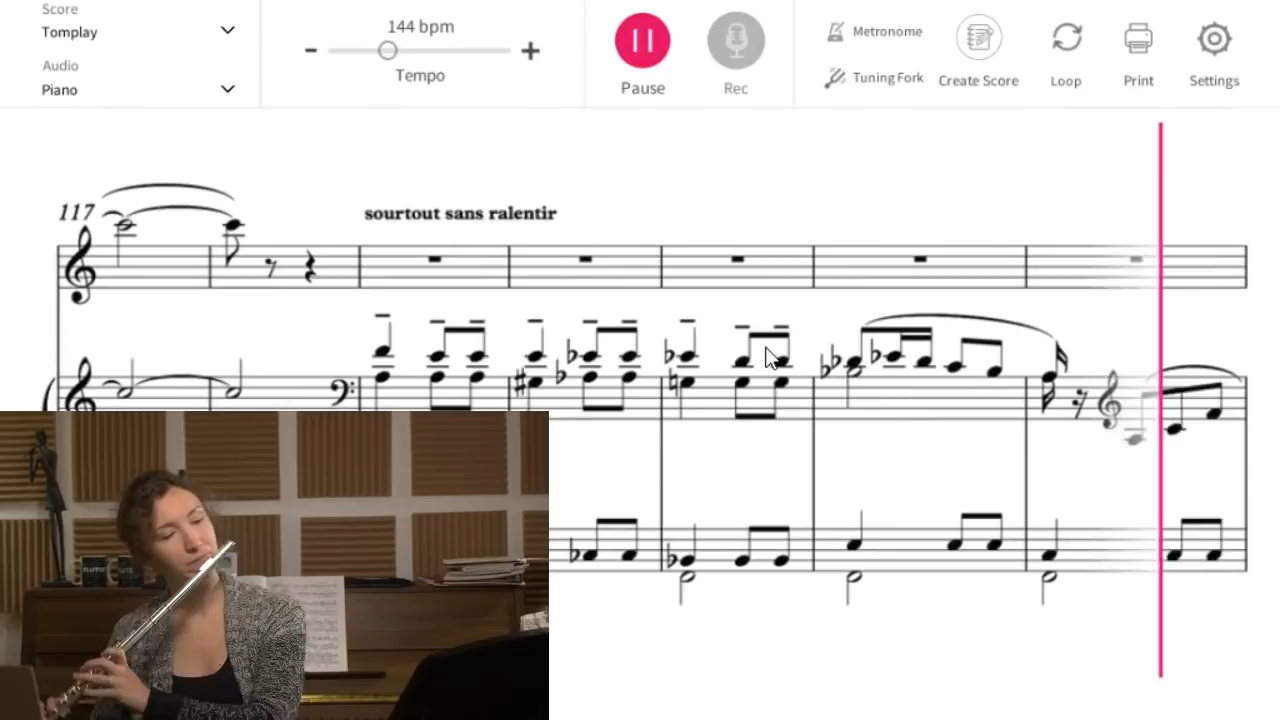 Score
Tomplay
Audio
Piano
144 bpm
Tempo
Pause
Rec
Metronome
Tuning Fork
Create Score
Loop
Print
Settings
117
sourtout sans ralentir
FLUTE